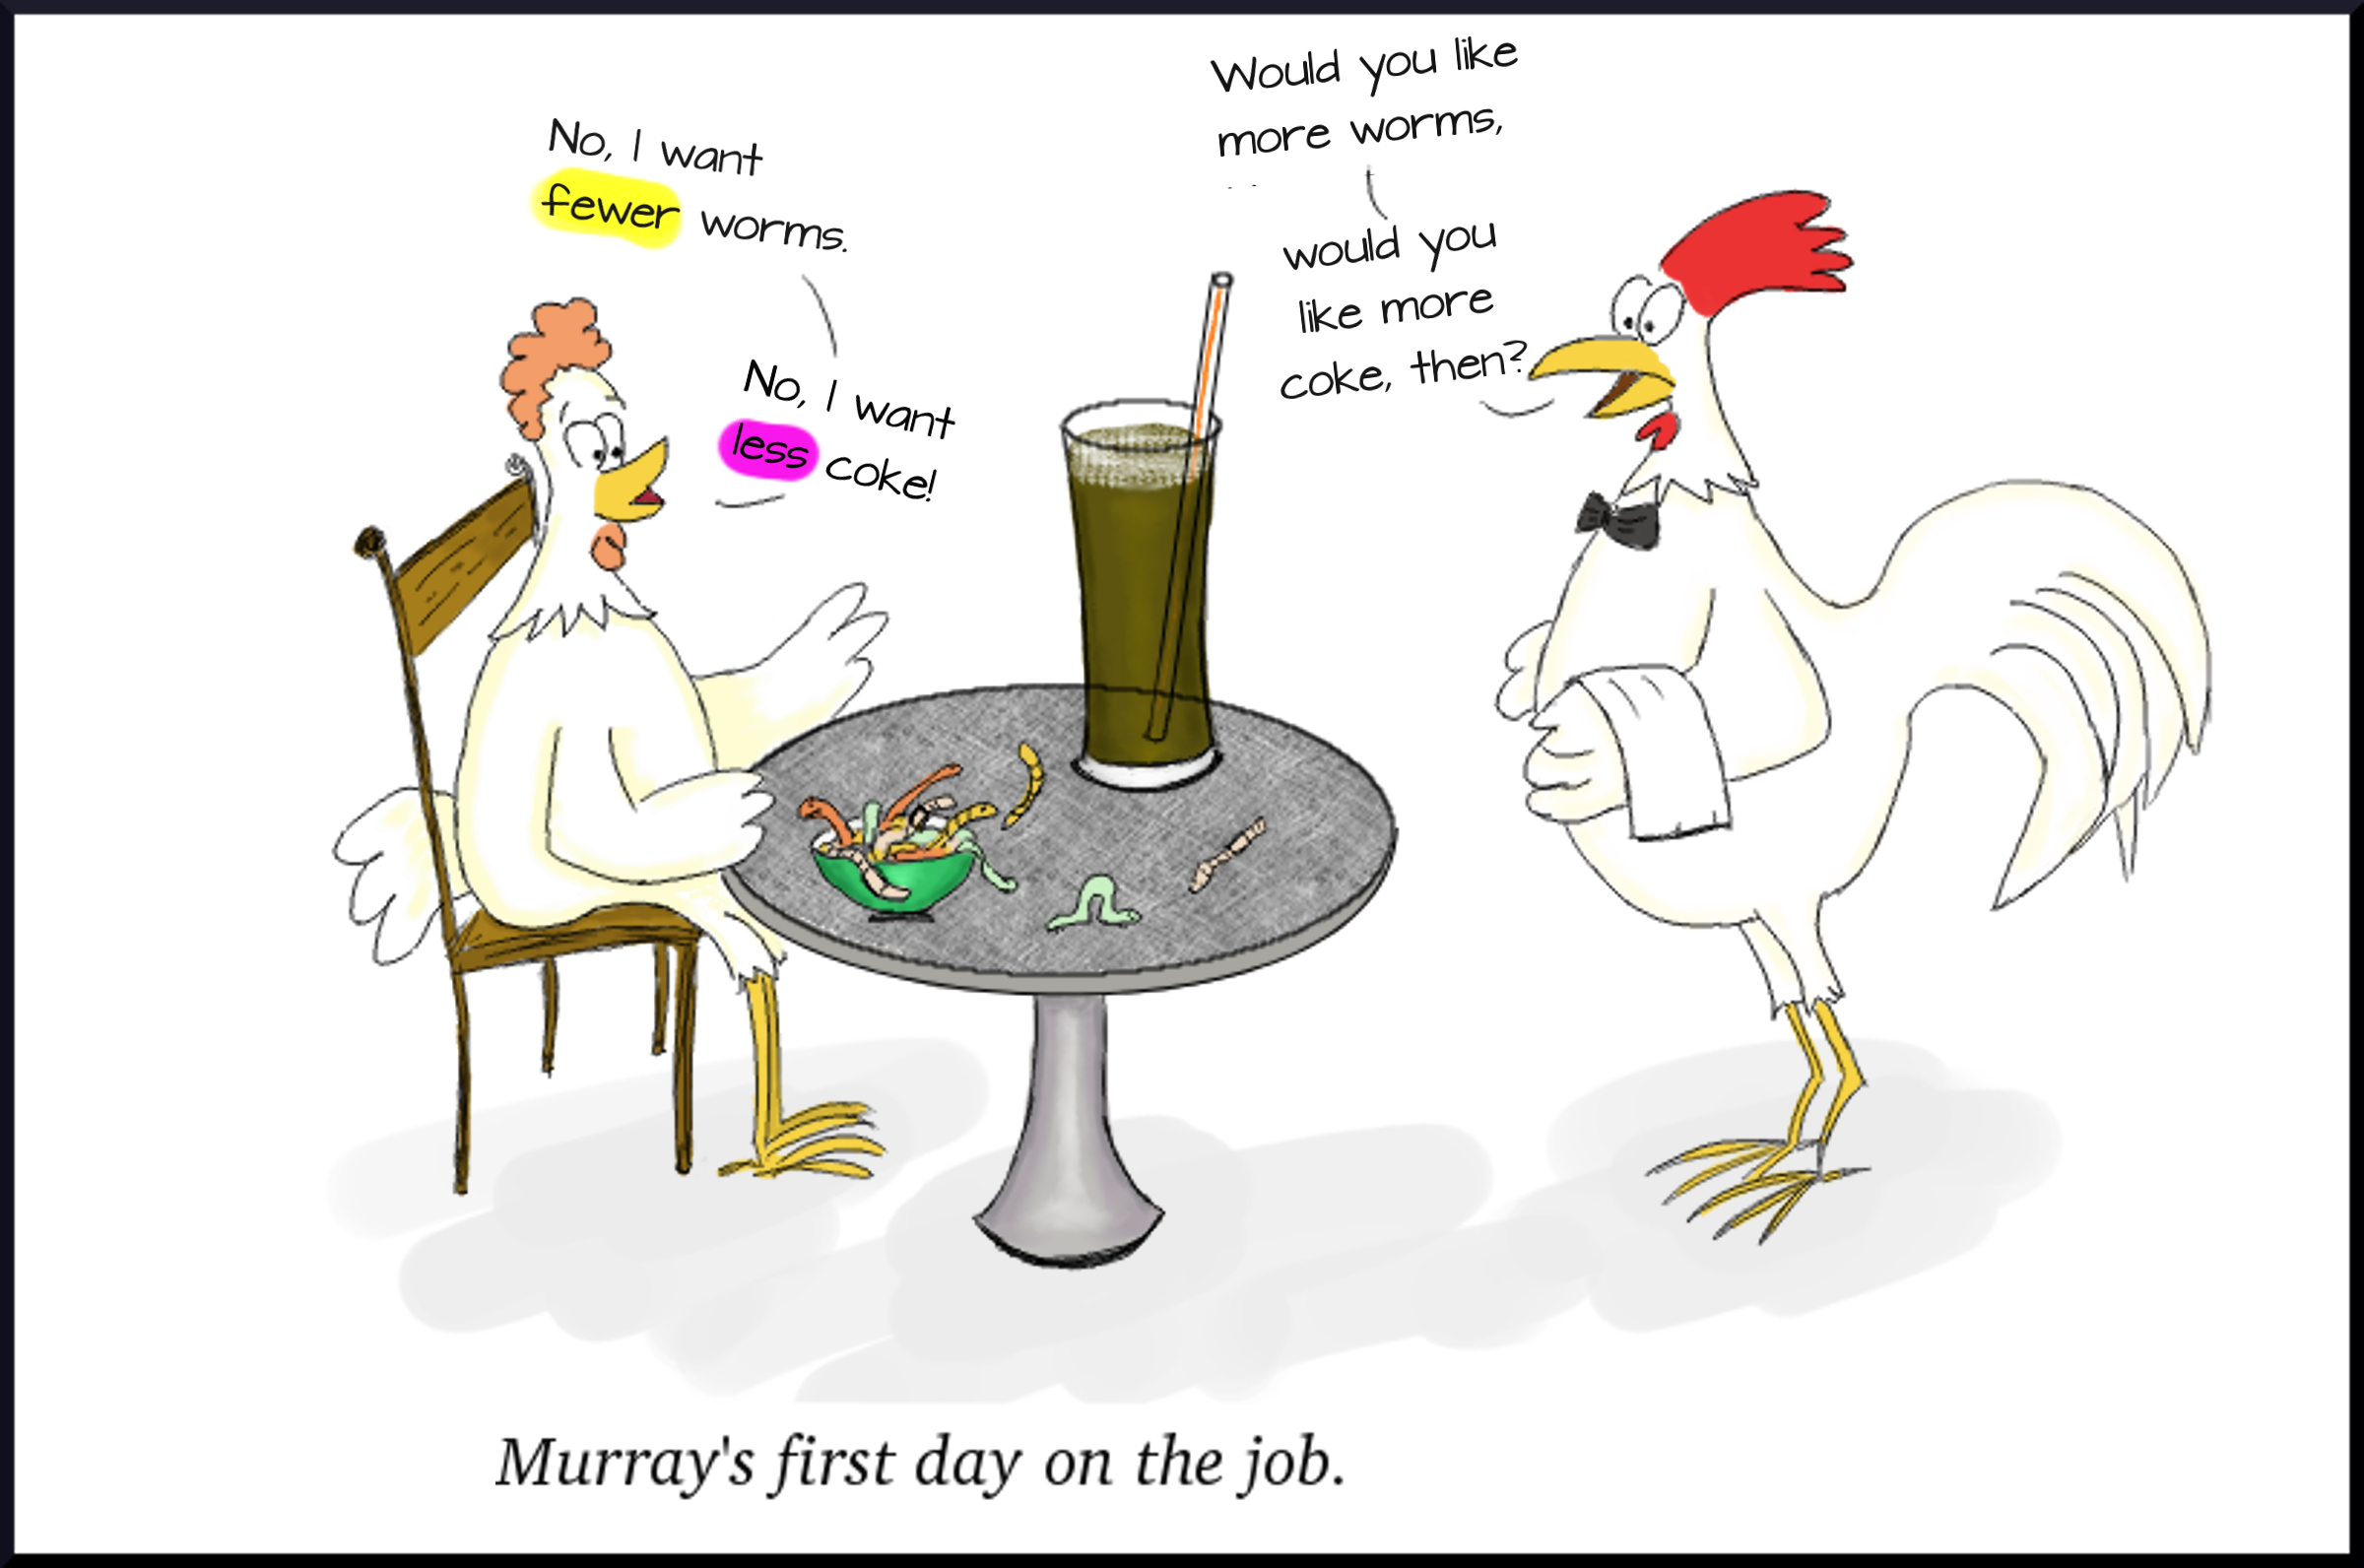 Would you like
more worms,
No, I want
fewer worms.
would you
like more
coke, then?
No, I want
less coke!
Murray's first day on the job.